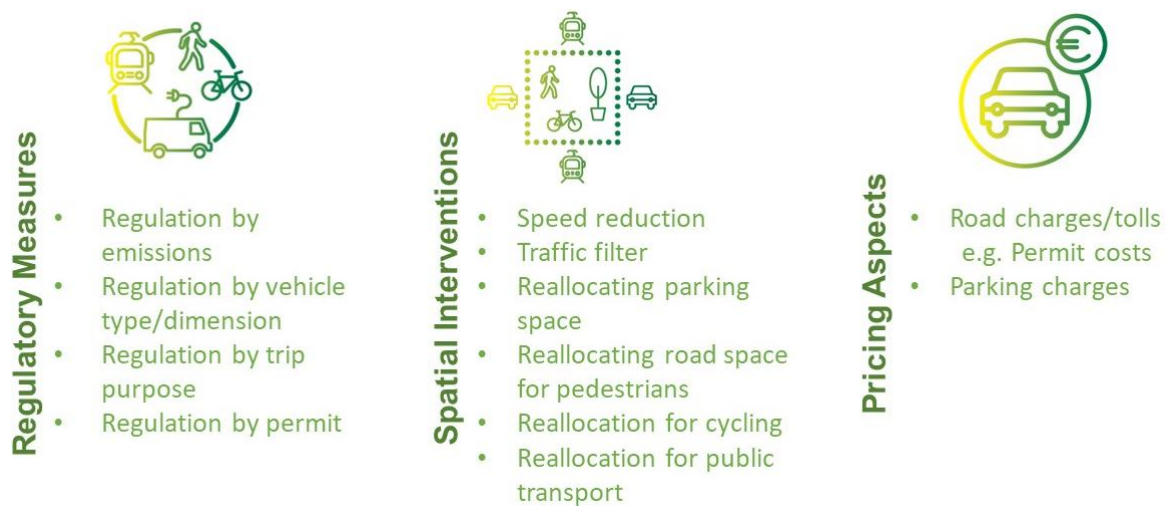 Regulatory Measures
• Regulation by
emissions
• Regulation by vehicle
type/dimension
• Regulation by trip
purpose
• Regulation by permit
Spatial Interventions
• Speed reduction
• Traffic filter
• Reallocating parking
space
• Reallocating road space
for pedestrians
• Reallocation for cycling
• Reallocation for public
transport
€
Pricing Aspects
• Road charges/tolls
e.g. Permit costs
• Parking charges